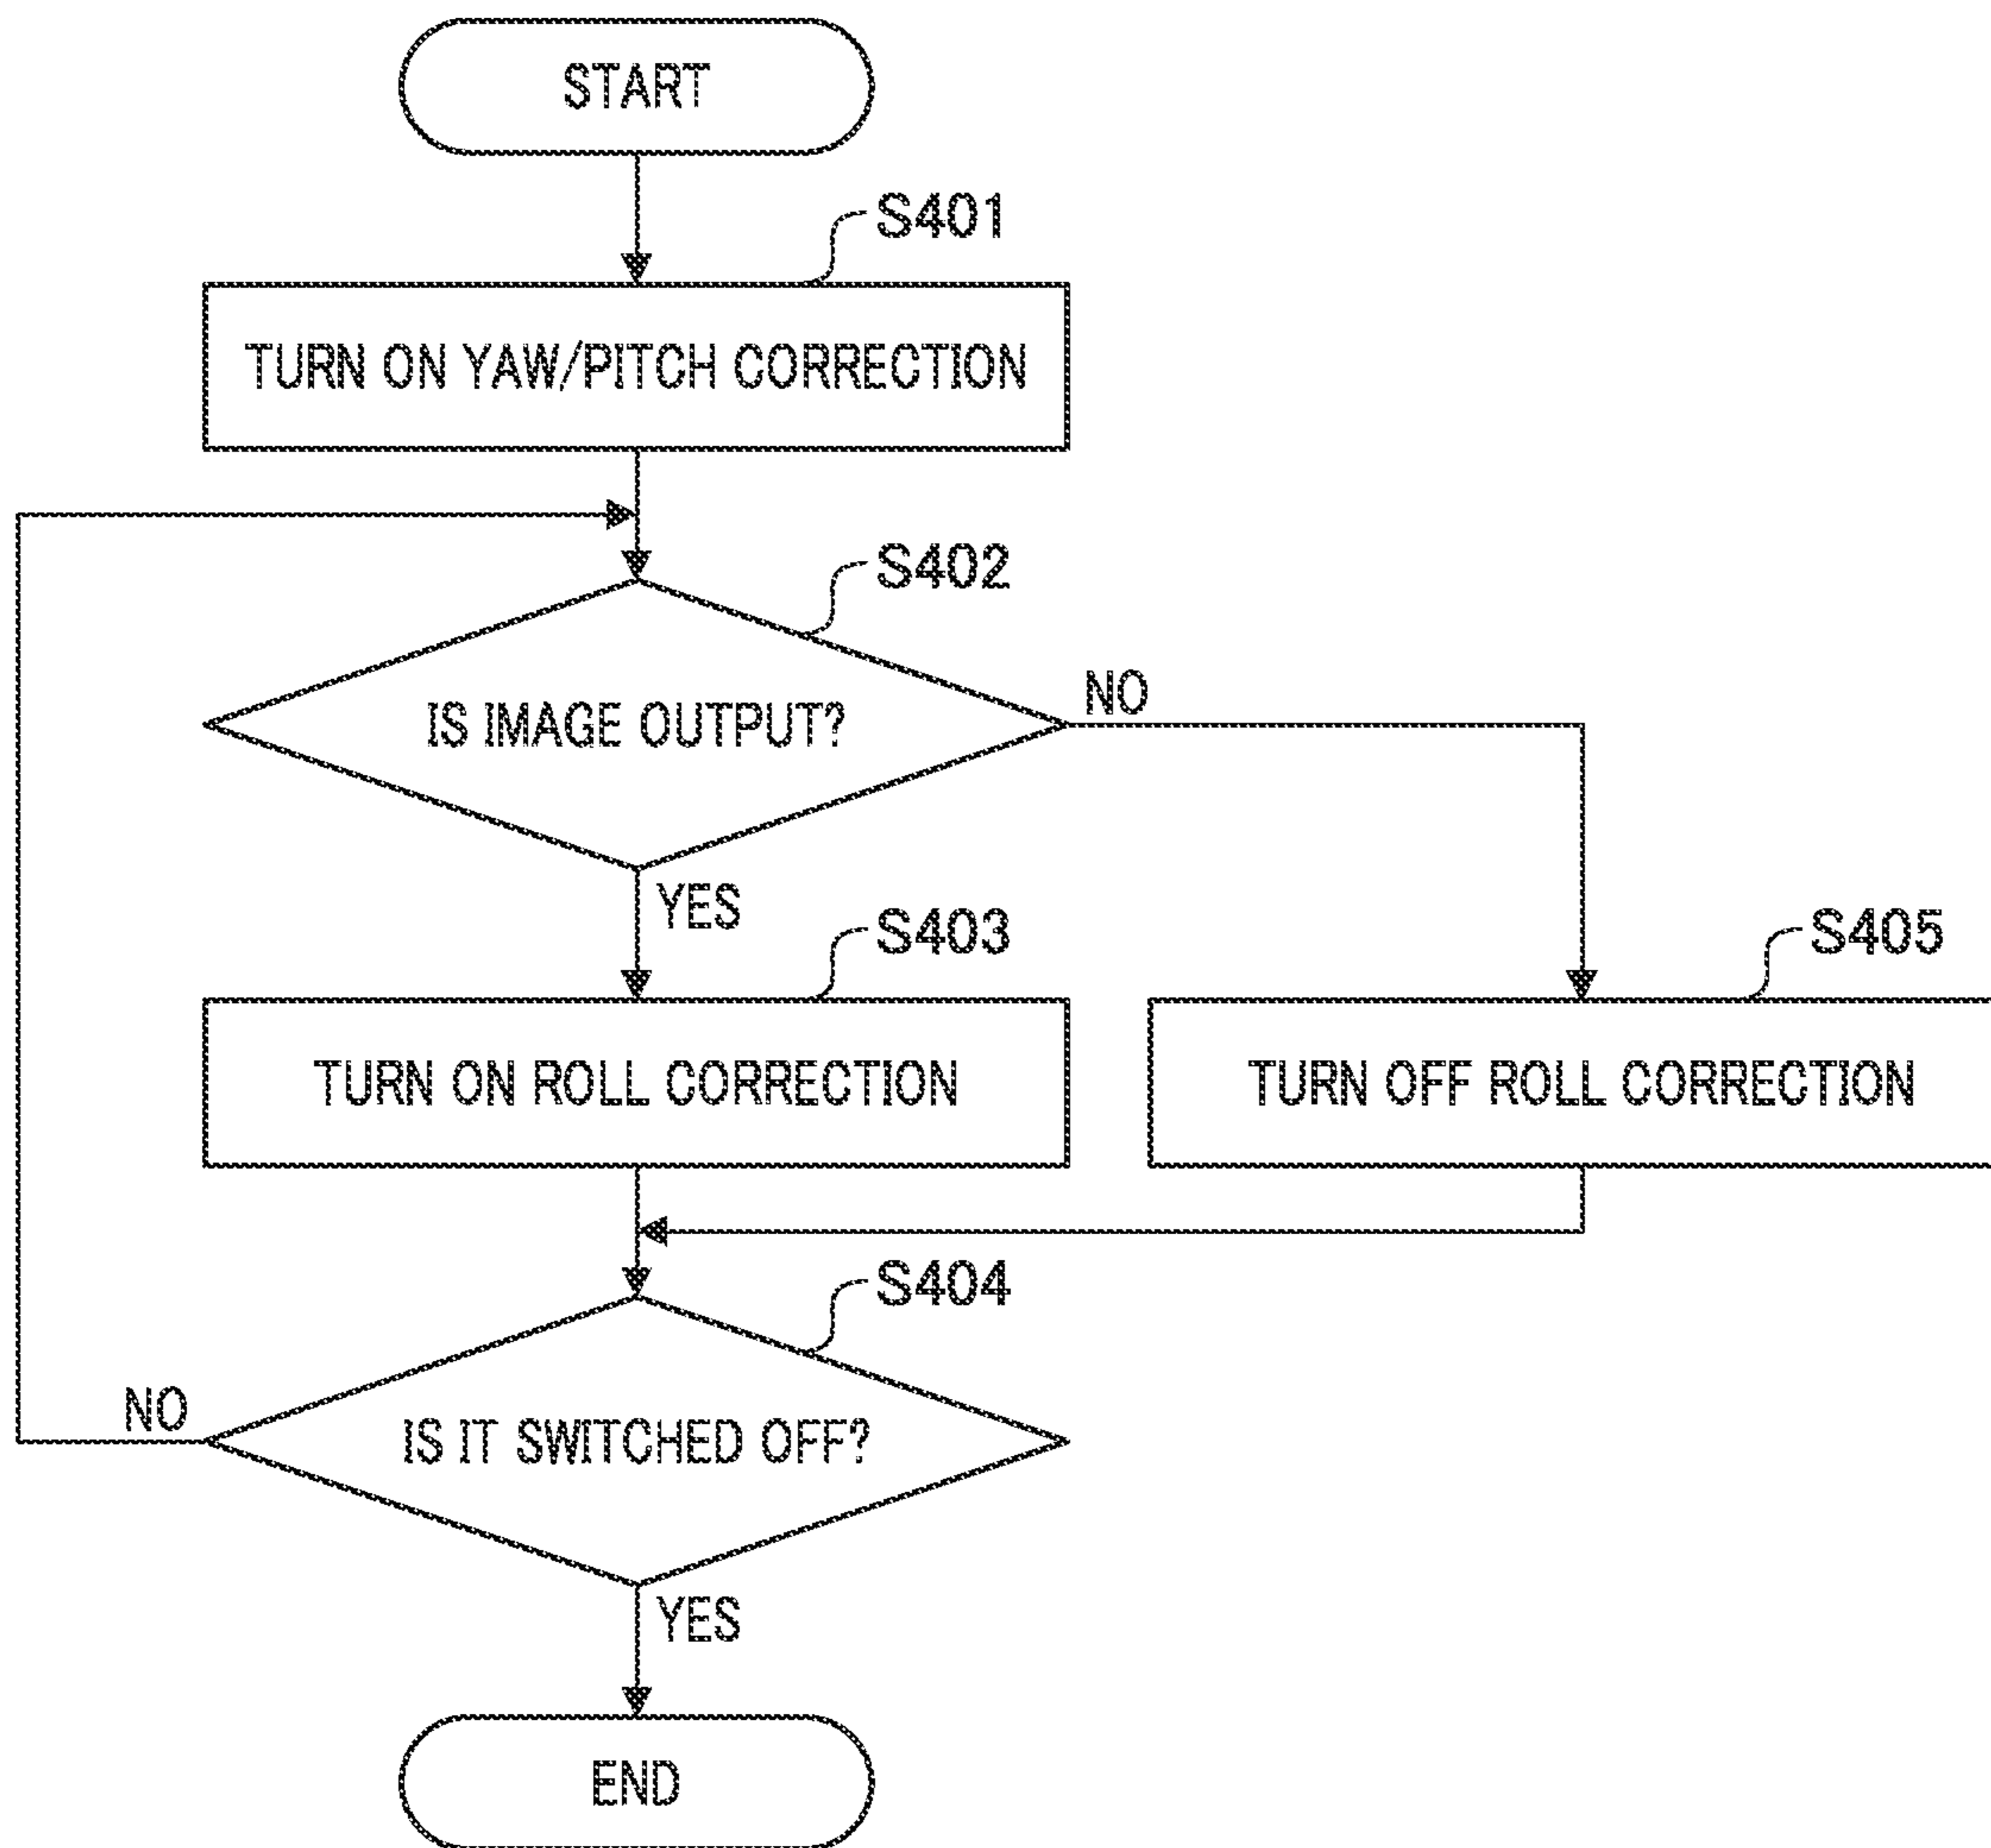 START
S401
TURN ON YAW/PITCH CORRECTION
S402
IS IMAGE OUTPUT?
NO
YES
S403
S405
TURN ON ROLL CORRECTION
TURN OFF ROLL CORRECTION
S404
NO
IS IT SWITCHED OFF?
YES
END